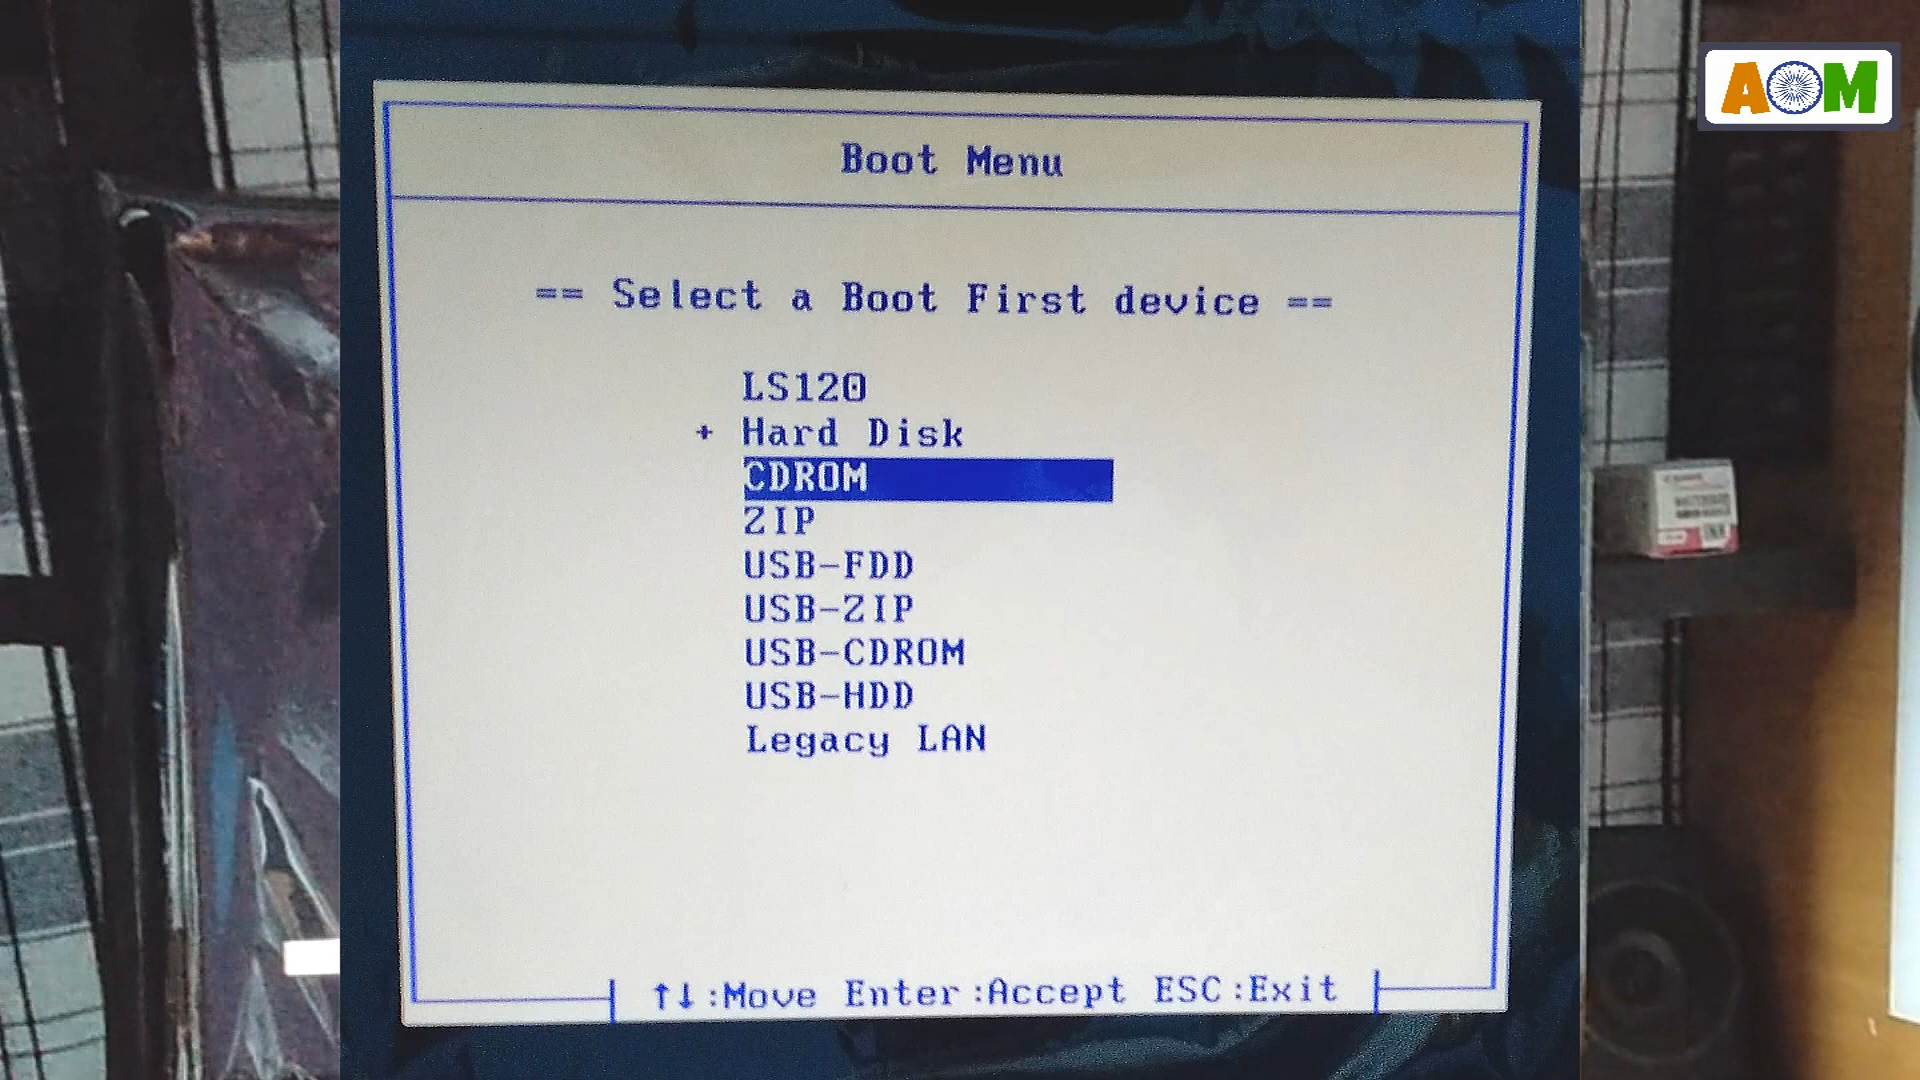 AOM
Boot Menu
== Select a Boot First device ==
LS120
+ Hard Disk
CDROM
ZIP
USB-FDD
USB-ZIP
USB-CDROM
USB-HDD
Legacy LAN
↑↓:Move Enter:Accept ESC:Exit